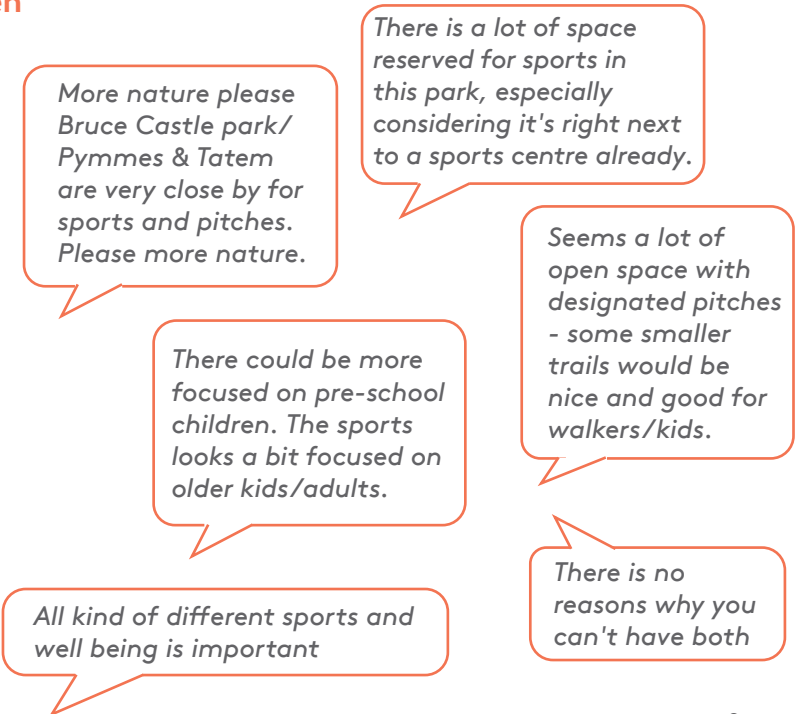 en
There is a lot of space
reserved for sports in
this park, especially
considering it's right next
to a sports centre already.
More nature please
Bruce Castle park/
Pymmes & Tatem
are very close by for
sports and pitches.
Please more nature.
Seems a lot of
open space with
designated pitches
- some smaller
trails would be
nice and good for
walkers/kids.
There could be more
focused on pre-school
children. The sports
looks a bit focused on
older kids/adults.
There is no
reasons why you
can't have both
All kind of different sports and
well being is important